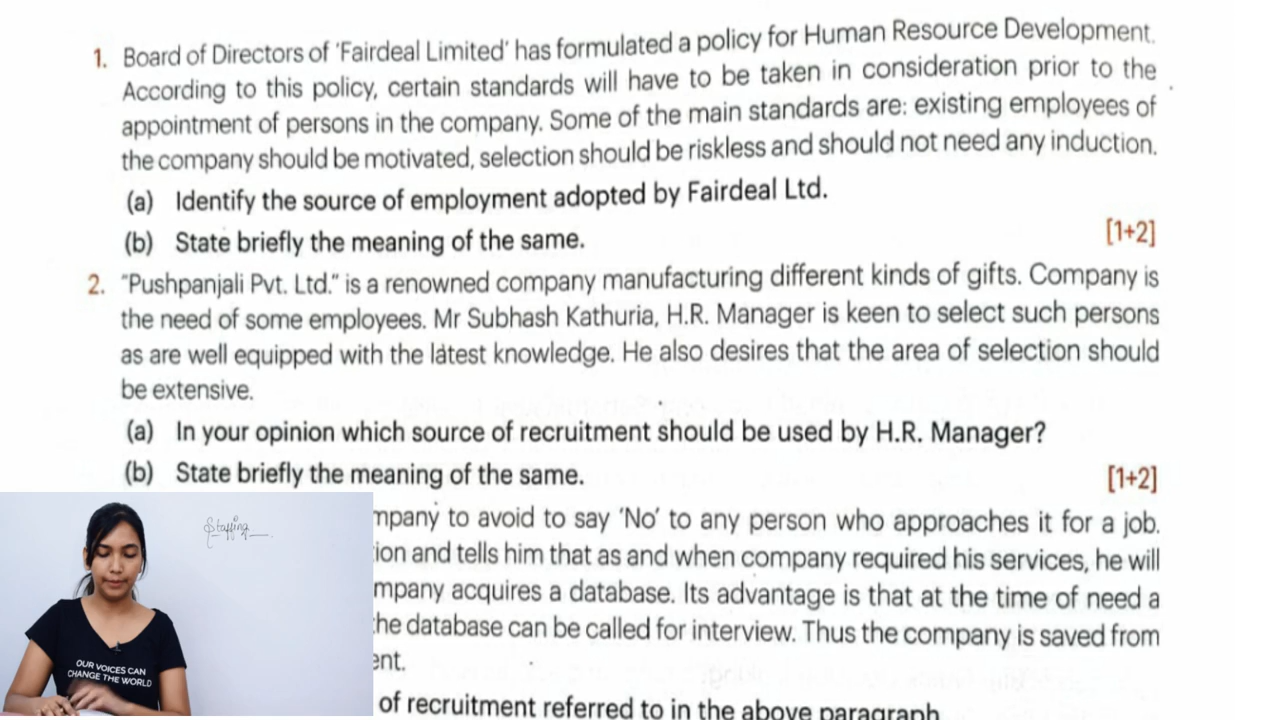 1. Board of Directors of 'Fairdeal Limited' has formulated a policy for Human Resource Development.
According to this policy, certain standards will have to be taken in consideration prior to the
appointment of persons in the company. Some of the main standards are: existing employees of
the company should be motivated, selection should be riskless and should not need any induction.
(a) Identify the source of employment adopted by Fairdeal Ltd.
(b) State briefly the meaning of the same. [1+2]
2. "Pushpanjali Pvt. Ltd." is a renowned company manufacturing different kinds of gifts. Company is
the need of some employees. Mr Subhash Kathuria, H.R. Manager is keen to select such persons
as are well equipped with the latest knowledge. He also desires that the area of selection should
be extensive.
(a) In your opinion which source of recruitment should be used by H.R. Manager?
(b) State briefly the meaning of the same. [1+2]
mpany to avoid to say 'No' to any person who approaches it for a job.
ion and tells him that as and when company required his services, he will
mpany acquires a database. Its advantage is that at the time of need a
he database can be called for interview. Thus the company is saved from
ent.
of recruitment referred to in the above paragraph
Staffing
OUR VOICES CAN
CHANGE THE WORLD